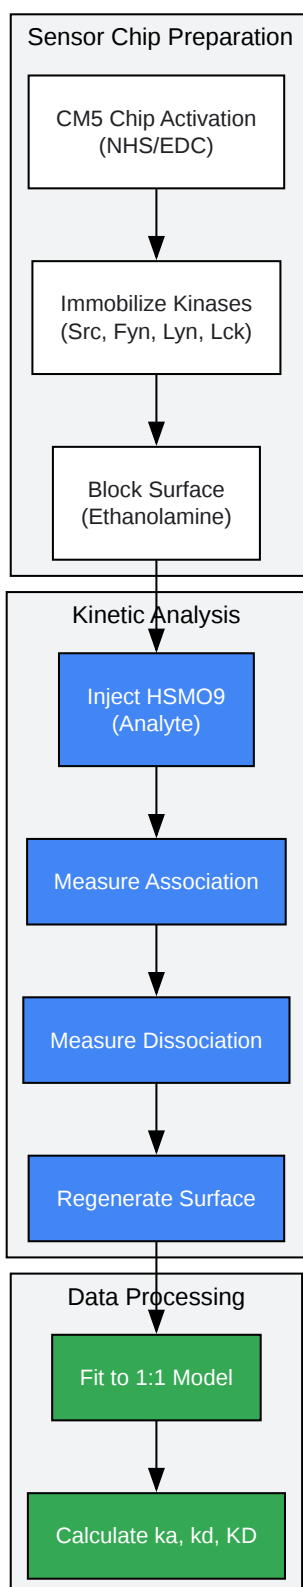 Sensor Chip Preparation
CM5 Chip Activation
(NHS/EDC)
Immobilize Kinases
(Src, Fyn, Lyn, Lck)
Block Surface
(Ethanolamine)
Kinetic Analysis
Inject HSMO9
(Analyte)
Measure Association
Measure Dissociation
Regenerate Surface
Data Processing
Fit to 1:1 Model
Calculate ka, kd, KD